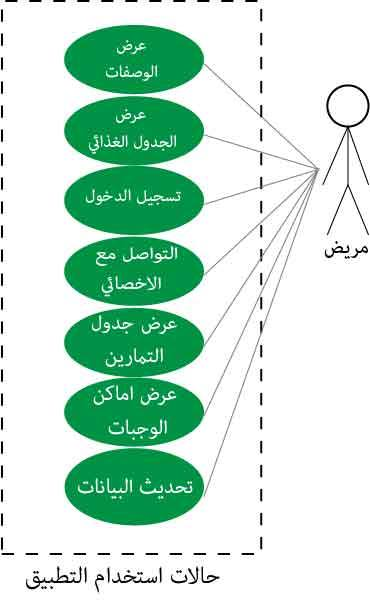 عرض
الوصفات
عرض
الجدول الغذائي
تسجيل الدخول
التواصل مع
الاخصائي
عرض جدول
التمارين
عرض اماكن
الوجبات
تحديث البيانات
مريض
حالات استخدام التطبيق